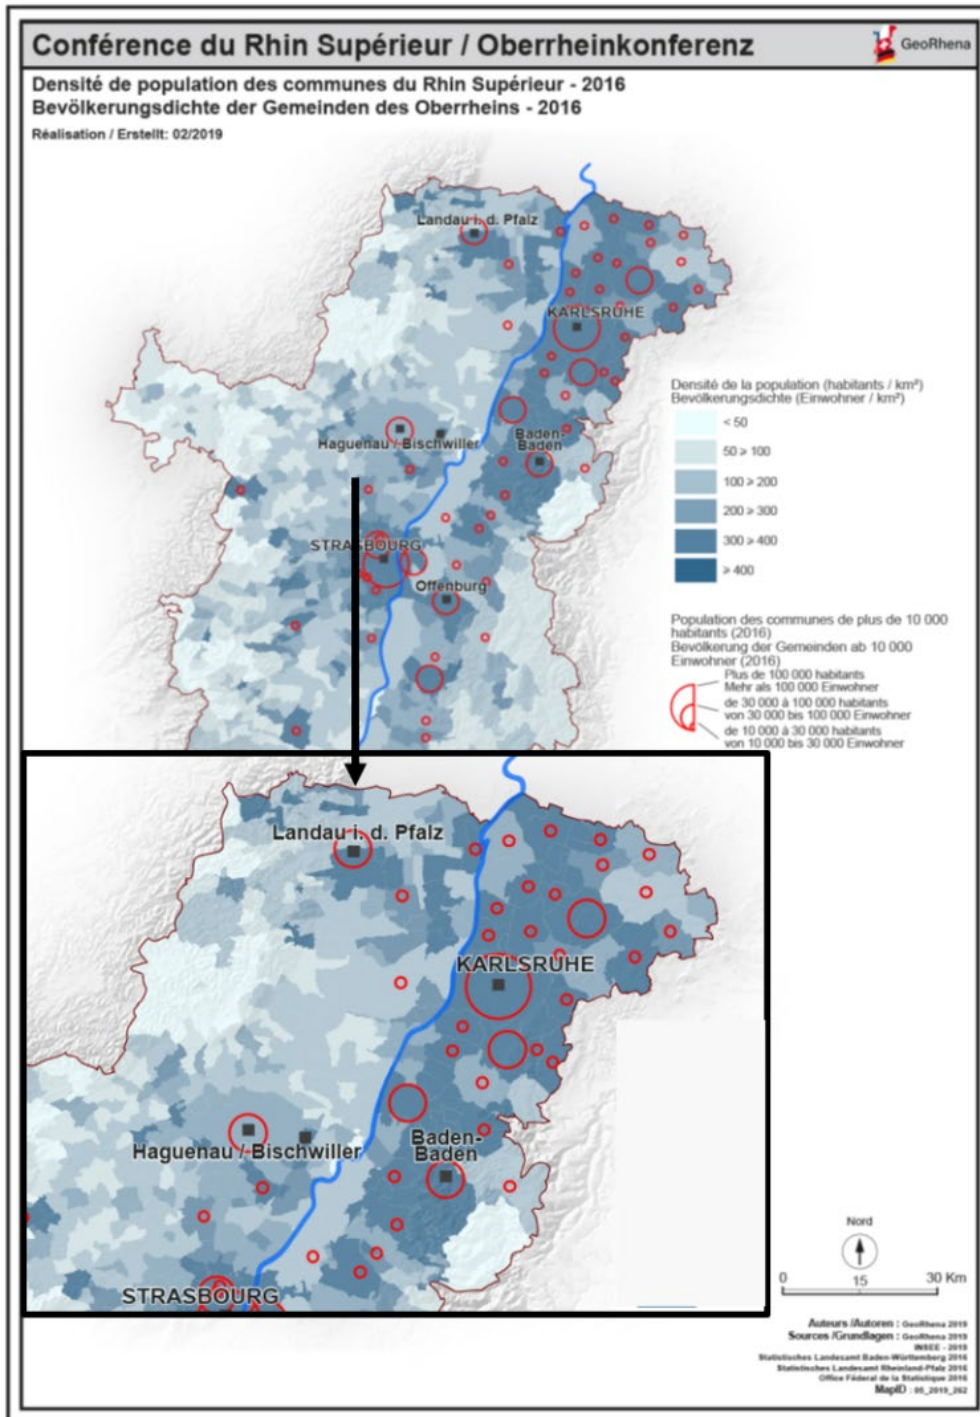 Conférence du Rhin Supérieur / Oberrheinkonferenz
GeoRhena
Densité de population des communes du Rhin Supérieur - 2016
Bevölkerungsdichte der Gemeinden des Oberrheins - 2016
Réalisation / Erstellt: 02/2019
Landau i. d. Pfalz
KARLSRUHE
Haguenau / Bischwiller
Baden-
Baden
STRASBOURG
Offenburg
Densité de la population (habitants / km²)
Bevölkerungsdichte (Einwohner / km²)
< 50
50 > 100
100 > 200
200 > 300
300 > 400
> 400
Population des communes de plus de 10 000
habitants (2016)
Bevölkerung der Gemeinden ab 10 000
Einwohner (2016)
Plus de 100 000 habitants
Mehr als 100 000 Einwohner
de 30 000 à 100 000 habitants
von 30 000 bis 100 000 Einwohner
de 10 000 à 30 000 habitants
von 10 000 bis 30 000 Einwohner
Landau i. d. Pfalz
KARLSRUHE
Haguenau / Bischwiller
Baden-
Baden
STRASBOURG
Nord
0 15 30 Km
Auteurs /Autoren : GeoRhena 2019
Sources /Grundlagen : GeoRhena 2019
INSEE - 2019
Statistisches Landesamt Baden-Württemberg 2016
Statistisches Landesamt Rheinland-Pfalz 2016
Office Féderal de la Statistique 2016
MapID : 05_2019_262